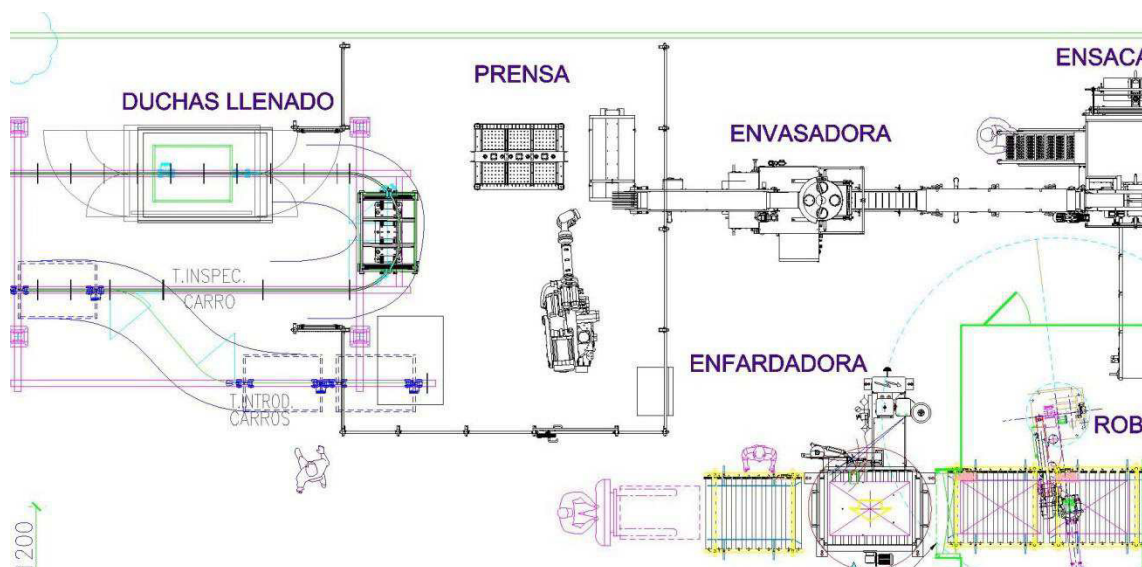 ENSACA
PRENSA
DUCHAS LLENADO
ENVASADORA
T.INSPEC.
CARRO
ENFARDADORA
T.INTROD.
CARROS
ROB
200